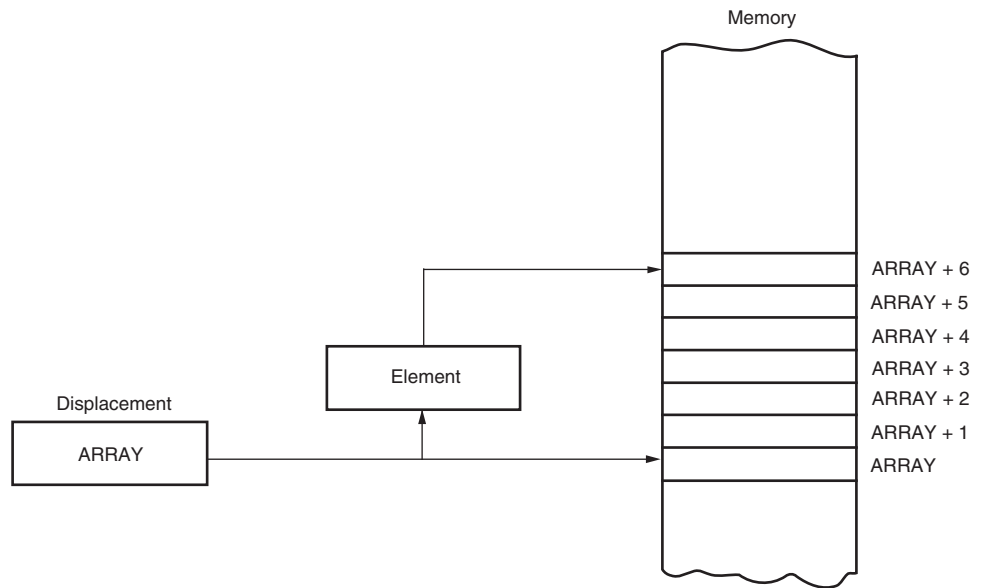 Memory
ARRAY + 6
ARRAY + 5
ARRAY + 4
ARRAY + 3
Element
ARRAY + 2
Displacement
ARRAY + 1
ARRAY
ARRAY